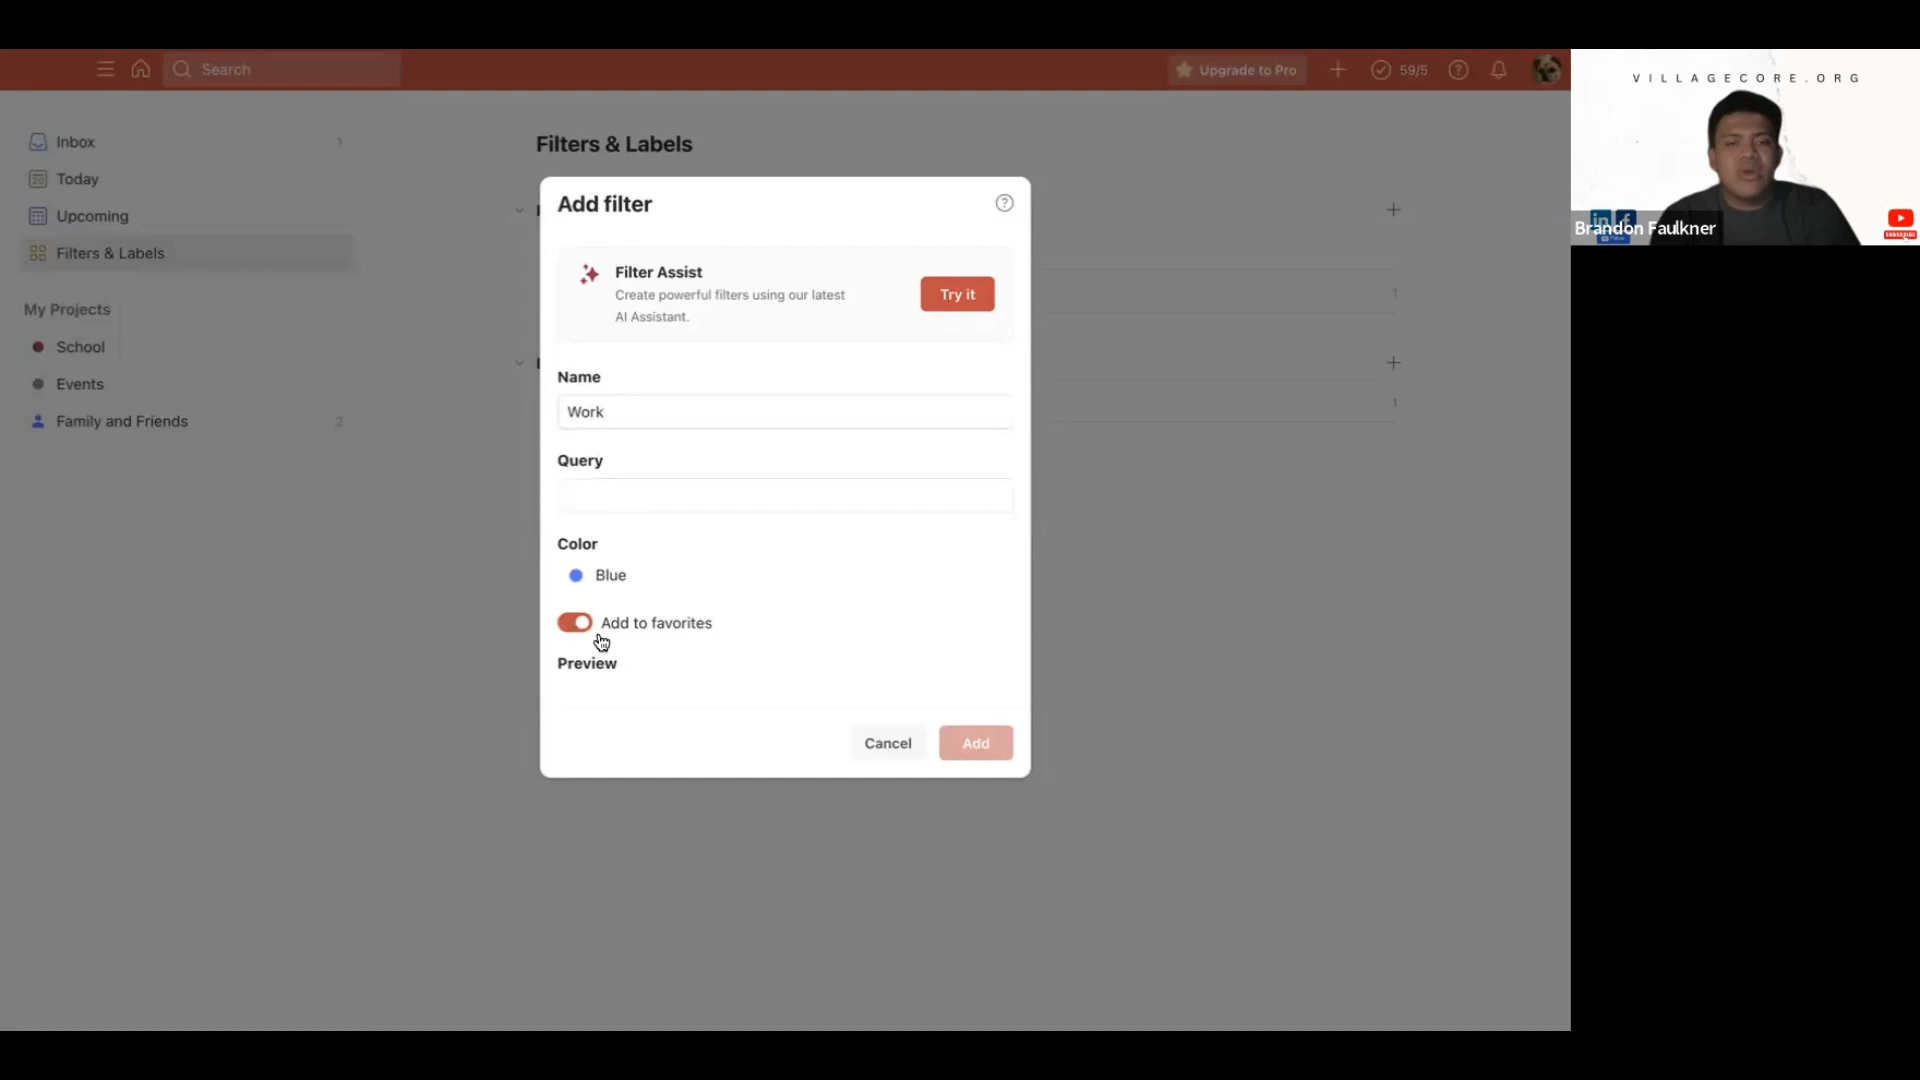 Search
Upgrade to Pro
59/5
VILLAGECORE.ORG
Brandon Faulkner
Inbox
1
Today
Upcoming
Filters & Labels
My Projects
School
Events
Family and Friends
2
Filters & Labels
1
1
Add filter
Filter Assist
Create powerful filters using our latest
AI Assistant.
Try it
Name
Work
Query
Color
Blue
Add to favorites
Preview
Cancel
Add